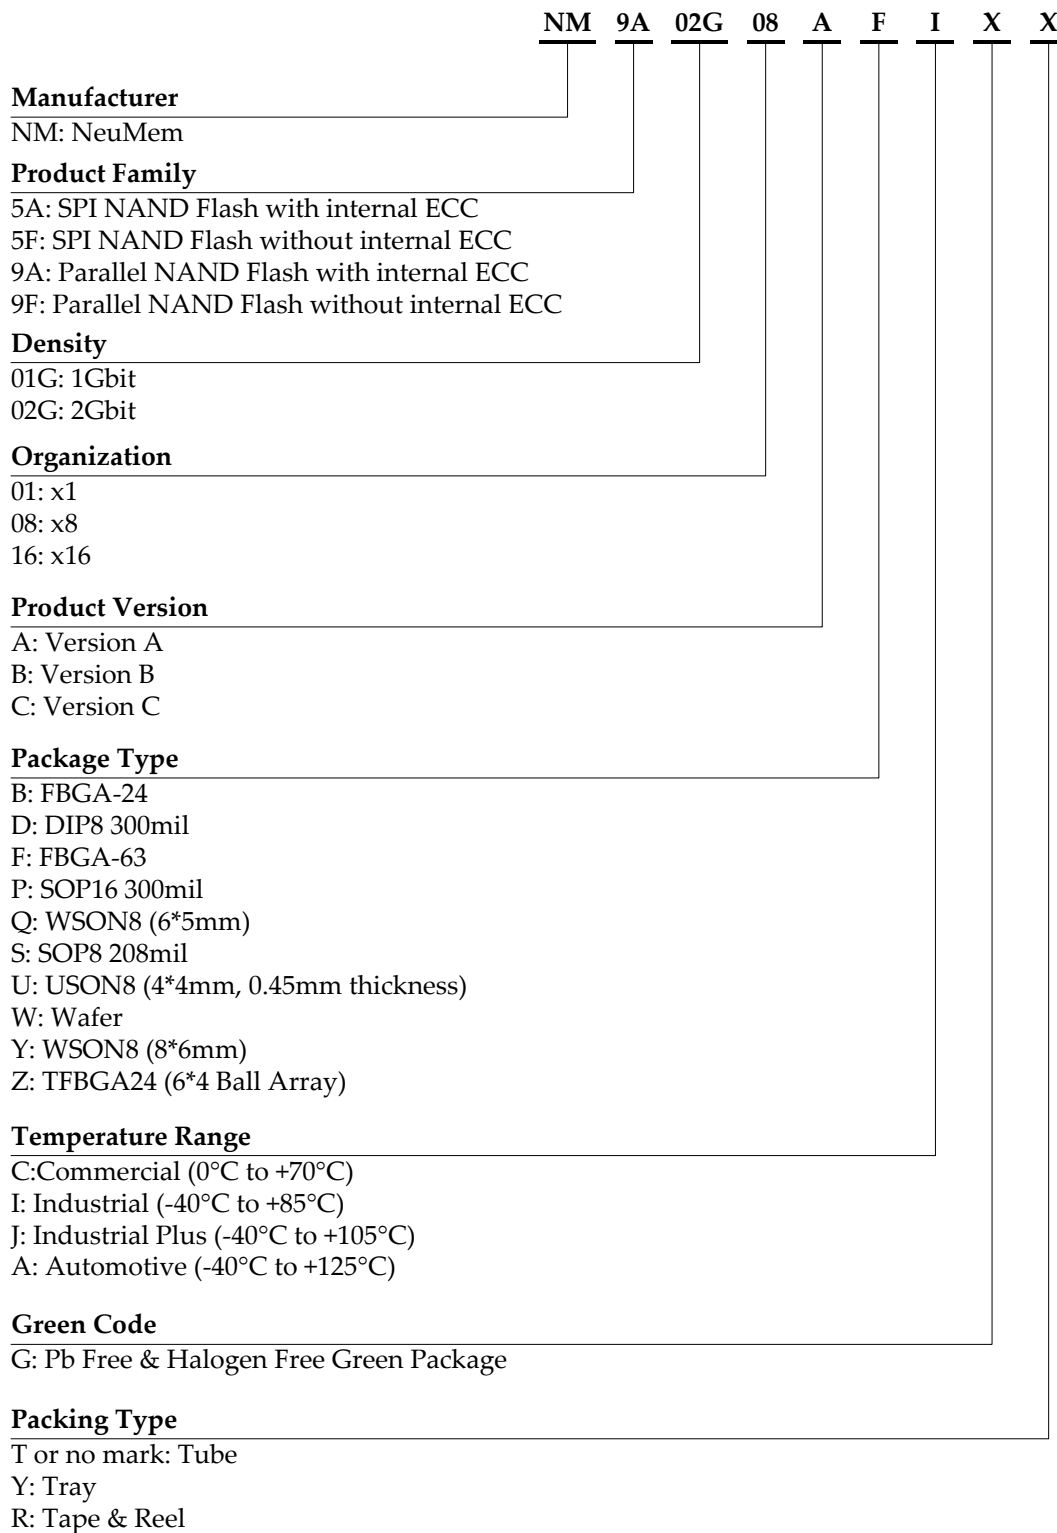 NM 9A 02G 08 A F I X X
Manufacturer
NM: NeuMem
Product Family
5A: SPI NAND Flash with internal ECC
5F: SPI NAND Flash without internal ECC
9A: Parallel NAND Flash with internal ECC
9F: Parallel NAND Flash without internal ECC
Density
01G: 1Gbit
02G: 2Gbit
Organization
01: x1
08: x8
16: x16
Product Version
A: Version A
B: Version B
C: Version C
Package Type
B: FBGA-24
D: DIP8 300mil
F: FBGA-63
P: SOP16 300mil
Q: WSON8 (6*5mm)
S: SOP8 208mil
U: USON8 (4*4mm, 0.45mm thickness)
W: Wafer
Y: WSON8 (8*6mm)
Z: TFBGA24 (6*4 Ball Array)
Temperature Range
C:Commercial (0°C to +70°C)
I: Industrial (-40°C to +85°C)
J: Industrial Plus (-40°C to +105°C)
A: Automotive (-40°C to +125°C)
Green Code
G: Pb Free & Halogen Free Green Package
Packing Type
T or no mark: Tube
Y: Tray
R: Tape & Reel